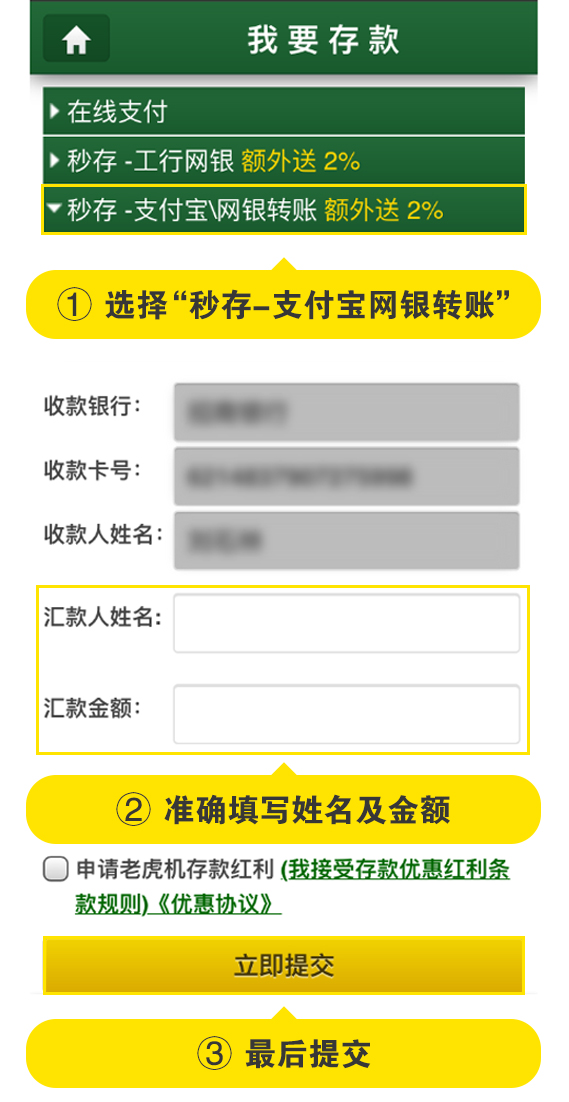 我要存款
在线支付
秒存 -工行网银 额外送 2%
秒存 -支付宝\网银转账 额外送 2%
① 选择“秒存-支付宝网银转账”
收款银行:
收款卡号:
收款人姓名:
汇款人姓名:
汇款金额:
② 准确填写姓名及金额
申请老虎机存款红利 (我接受存款优惠红利条
款规则)《优惠协议》
立即提交
③ 最后提交